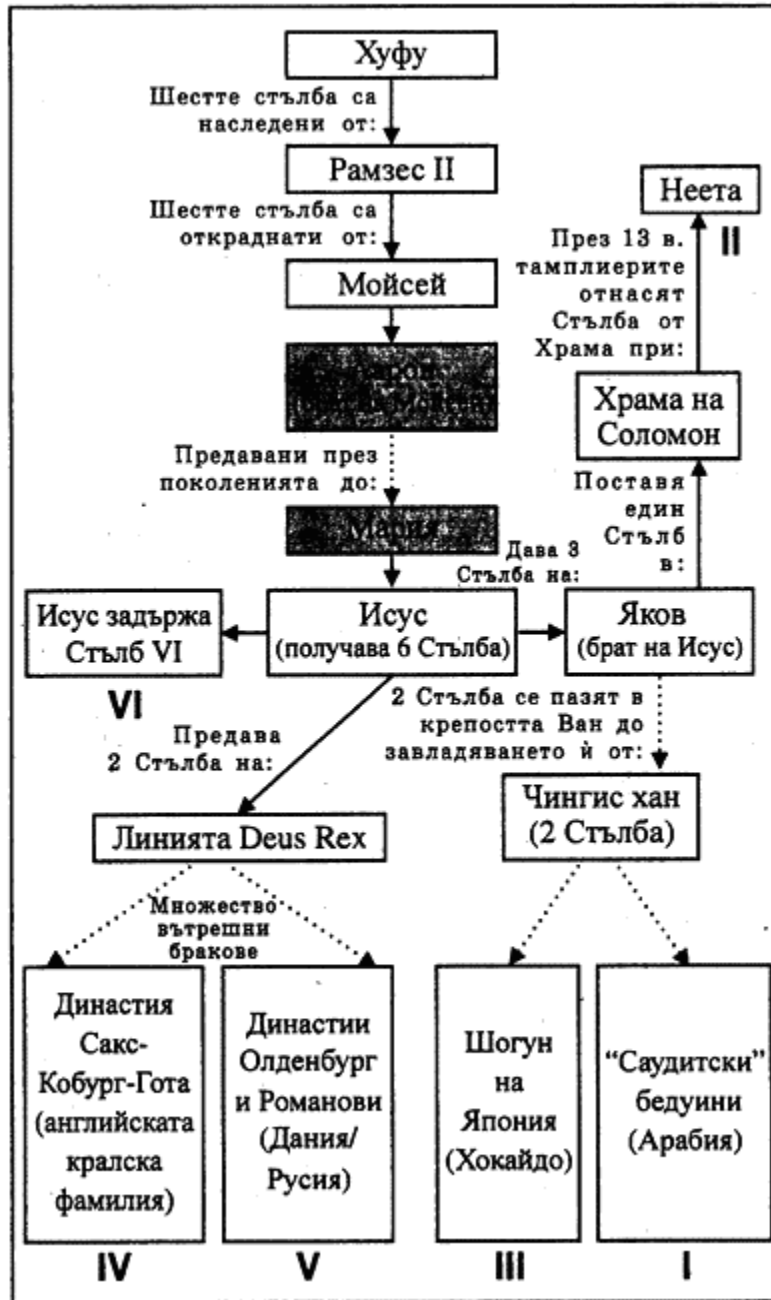 Хуфу
Шестте стълба са
наследени от:
Рамзес II
Шестте стълба са
откраднати от:
Мойсей
Неета
II
През 13 в.
тамплиерите
отнасят
Стълба от
Храма при:
Храма на
Соломон
Предавани през
поколенията до:
Поставя
един
Стълб
в:
Мария
Дава 3
Стълба на:
Исус задържа
Стълб VI
VI
Исус
(получава 6 Стълба)
Яков
(брат на Исус)
Предава
2 Стълба на:
2 Стълба се пазят в
крепостта Ван до
завладяването ѝ от:
Линията Deus Rex
Чингис хан
(2 Стълба)
Множество
вътрешни
бракове
Династия
Сакс-
Кобург-Гота
(английската
кралска
фамилия)
IV
Династии
Олденбург
и Романови
(Дания/
Русия)
V
Шогун
на
Япония
(Хокайдо)
III
“Саудитски”
бедуини
(Арабия)
I